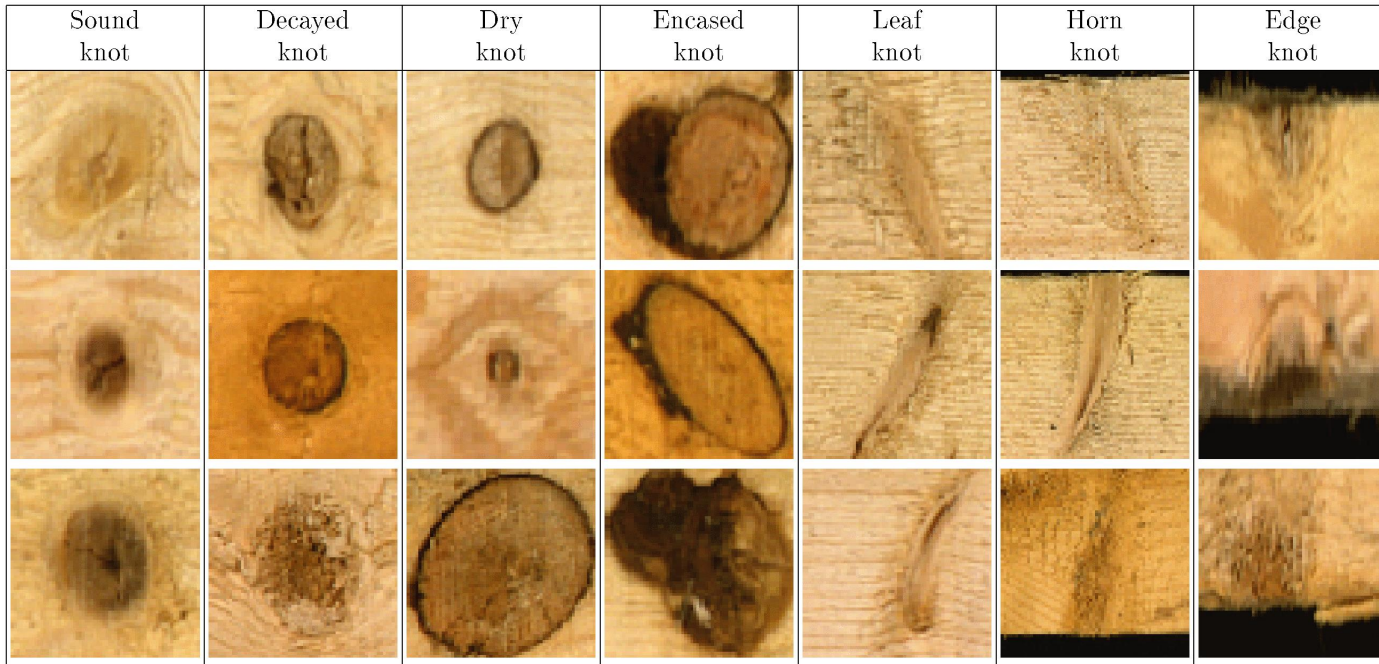 Sound knot
Decayed knot
Dry knot
Encased knot
Leaf knot
Horn knot
Edge knot